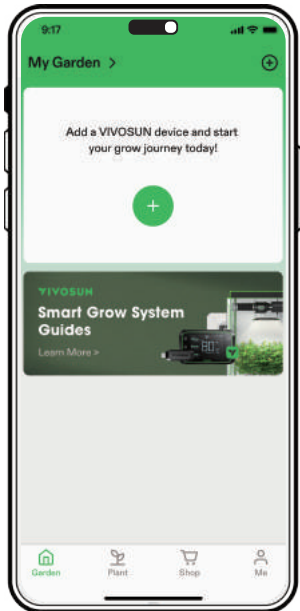 9:17
My Garden >
Add a VIVOSUN device and start
your grow journey today!
VIVOSUN
Smart Grow System
Guides
Learn More >
80
Garden
Plant
Shop
Me